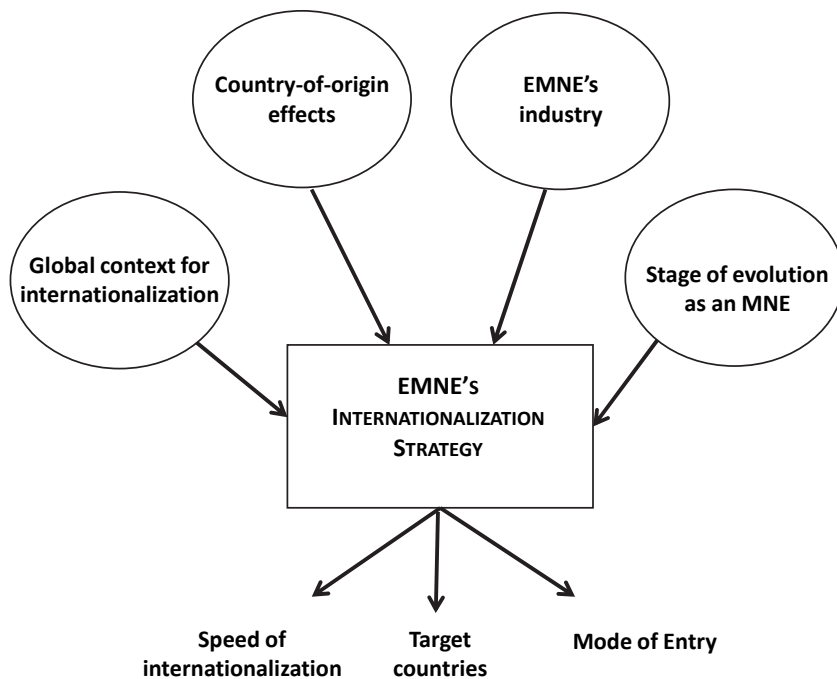 Country-of-origin
effects
EMNE's
industry
Global context for
internationalization
Stage of evolution
as an MNE
EMNE's
INTERNATIONALIZATION
STRATEGY
Speed of
internationalization
Target
countries
Mode of Entry